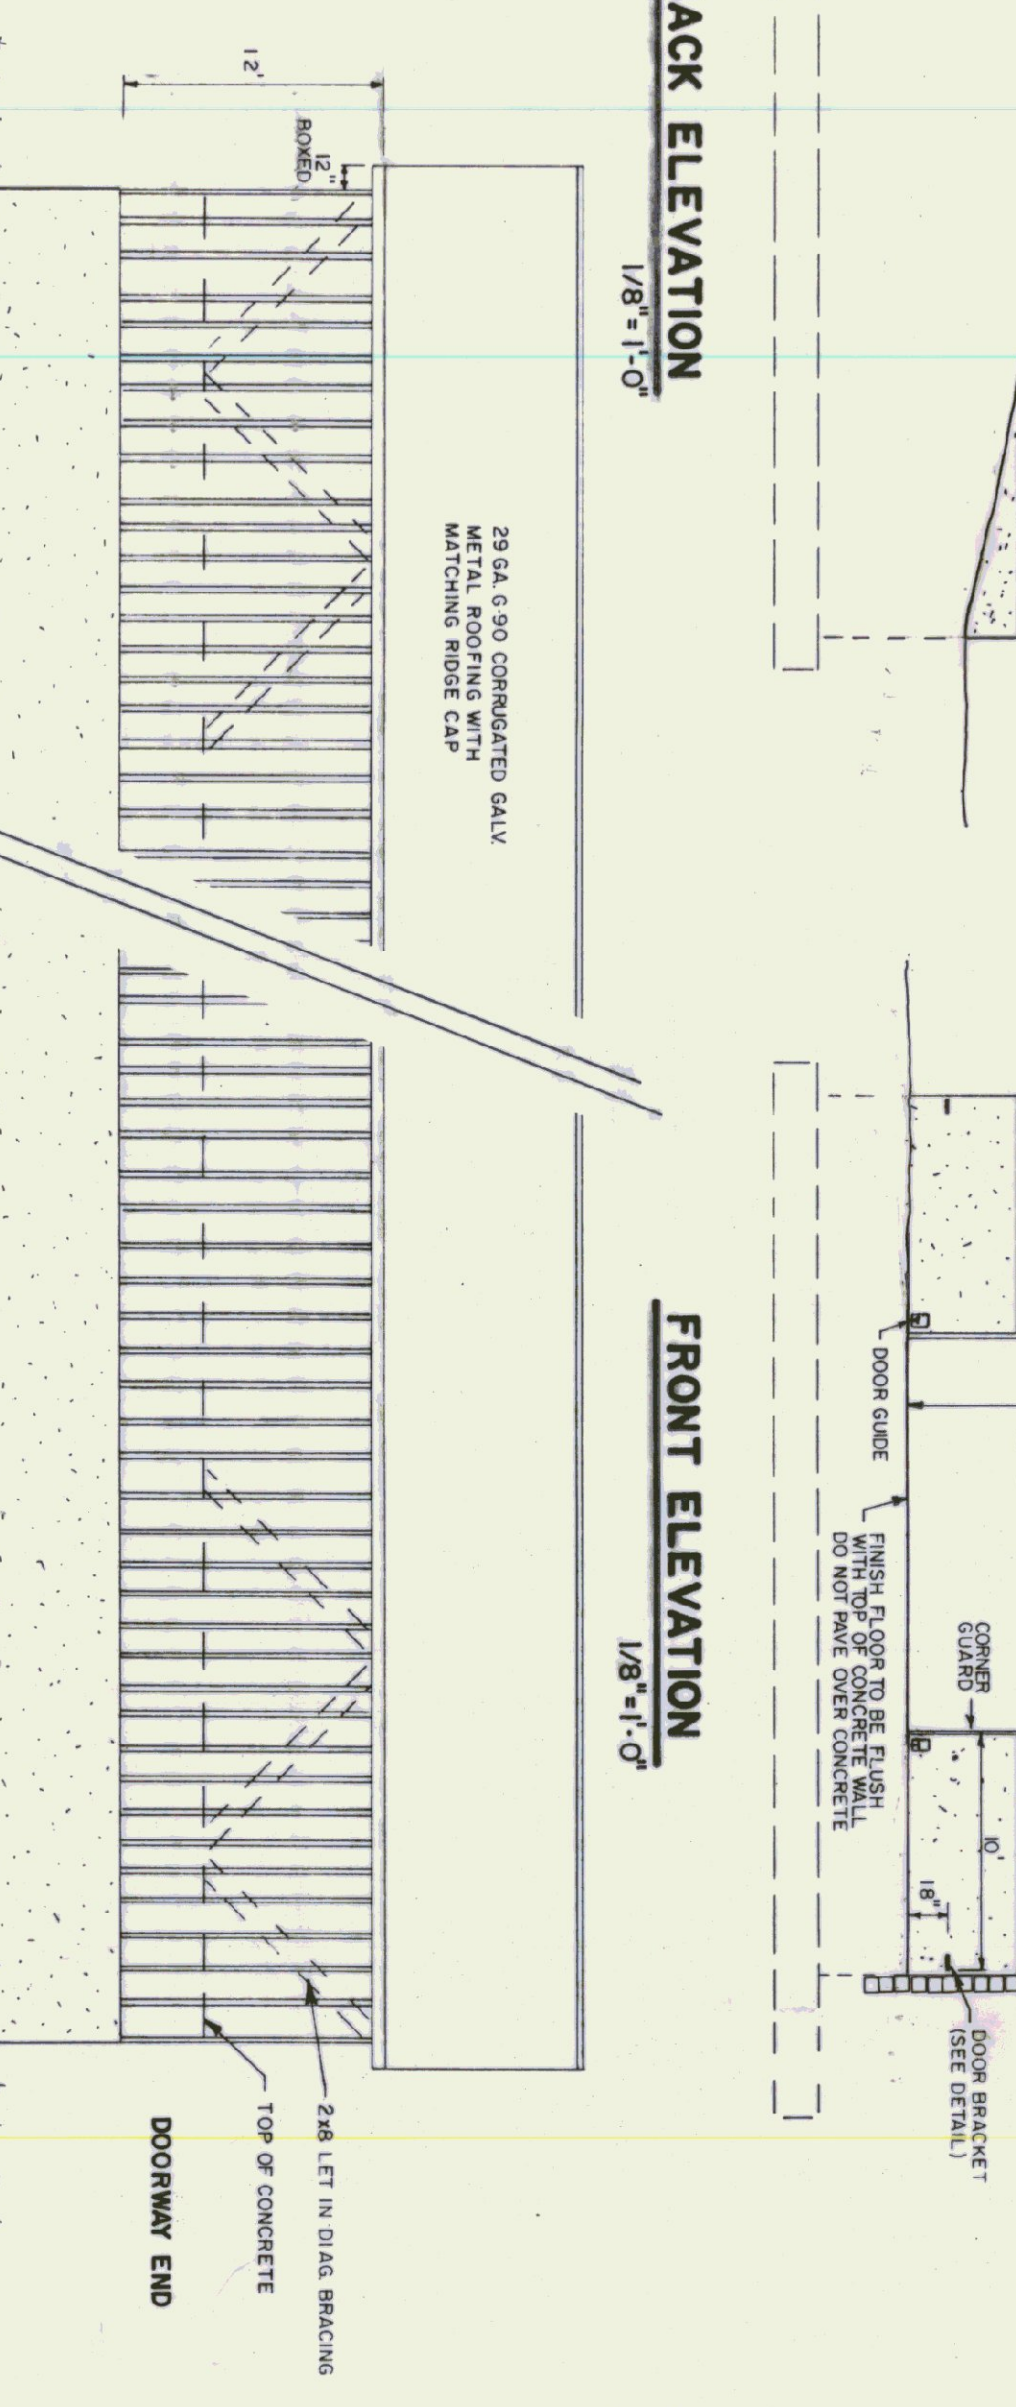 ACK ELEVATION
1/8" = 1'-0"
FRONT ELEVATION
1/8" = 1'-0"
DOOR GUIDE
FINISH FLOOR TO BE FLUSH
WITH TOP OF CONCRETE WALL
DO NOT PAVE OVER CONCRETE
CORNER
GUARD
10'
18"
DOOR BRACKET
(SEE DETAIL)
12'
12"
BOXED
29 GA. G-90 CORRUGATED GALV.
METAL ROOFING WITH
MATCHING RIDGE CAP
2x8 LET IN DIAG. BRACING
TOP OF CONCRETE
DOORWAY END